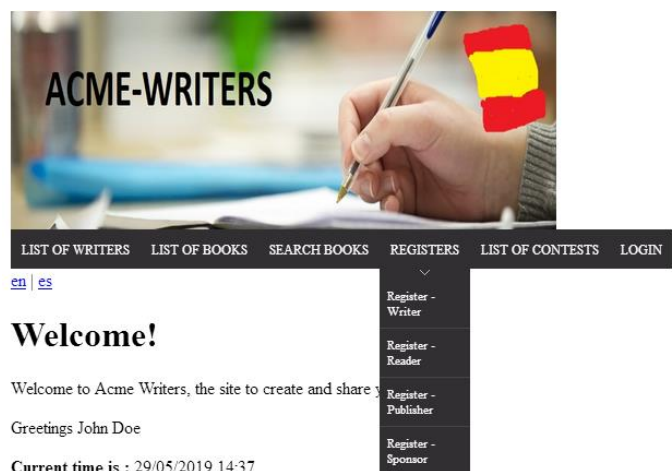 ACME-WRITERS
LIST OF WRITERS LIST OF BOOKS SEARCH BOOKS REGISTERS LIST OF CONTESTS LOGIN
en | es
Register -
Writer
Welcome!
Register -
Reader
Welcome to Acme Writers, the site to create and share
Register -
Publisher
Greetings John Doe
Register -
Sponsor
Current time is : 29/05/2019 14:37